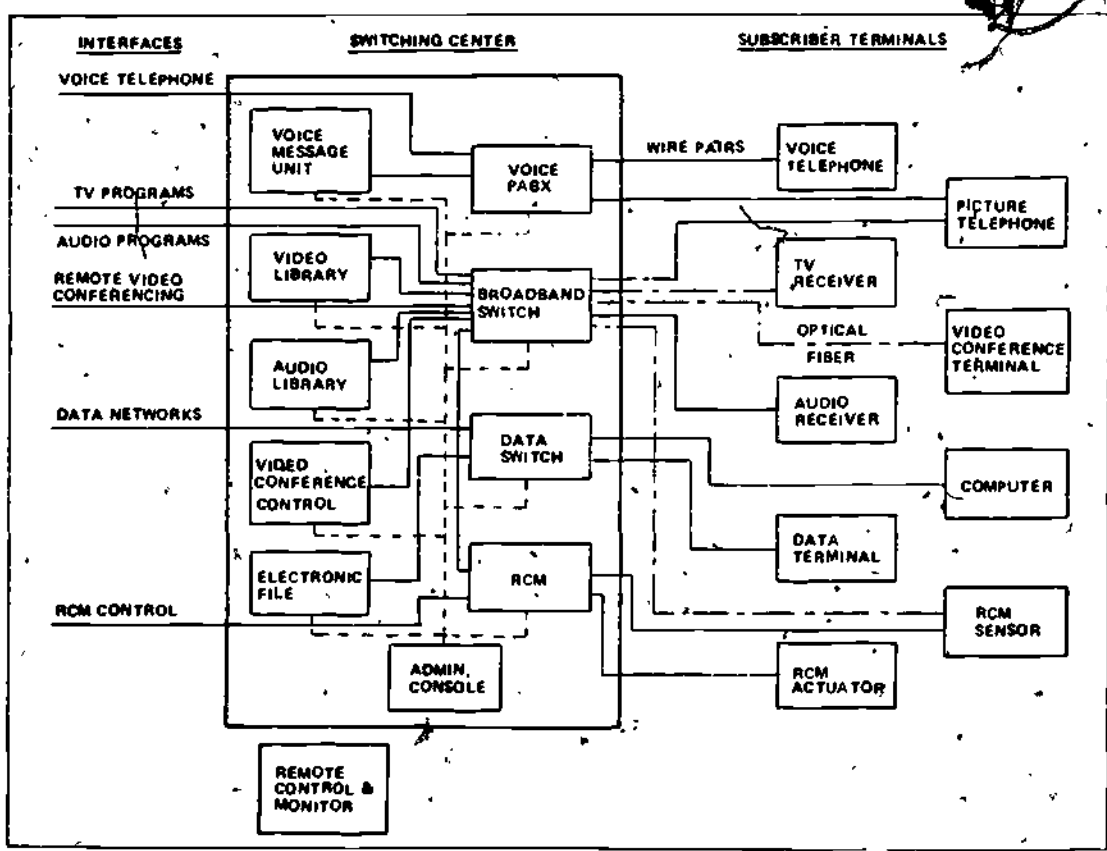 INTERFACES
SWITCHING CENTER
SUBSCRIBER TERMINALS
VOICE TELEPHONE
TV PROGRAMS
AUDIO PROGRAMS
REMOTE VIDEO
CONFERENCING
DATA NETWORKS
RCM CONTROL
VOICE
MESSAGE
UNIT
VIDEO
LIBRARY
AUDIO
LIBRARY
VIDEO
CONFERENCE
CONTROL
ELECTRONIC
FILE
ADMIN.
CONSOLE
VOICE
PABX
BROADBAND
SWITCH
DATA
SWITCH
RCM
WIRE PAIRS
OPTICAL
FIBER
VOICE
TELEPHONE
PICTURE
TELEPHONE
TV
RECEIVER
VIDEO
CONFERENCE
TERMINAL
AUDIO
RECEIVER
COMPUTER
DATA
TERMINAL
RCM
SENSOR
RCM
ACTUATOR
REMOTE
CONTROL &
MONITOR